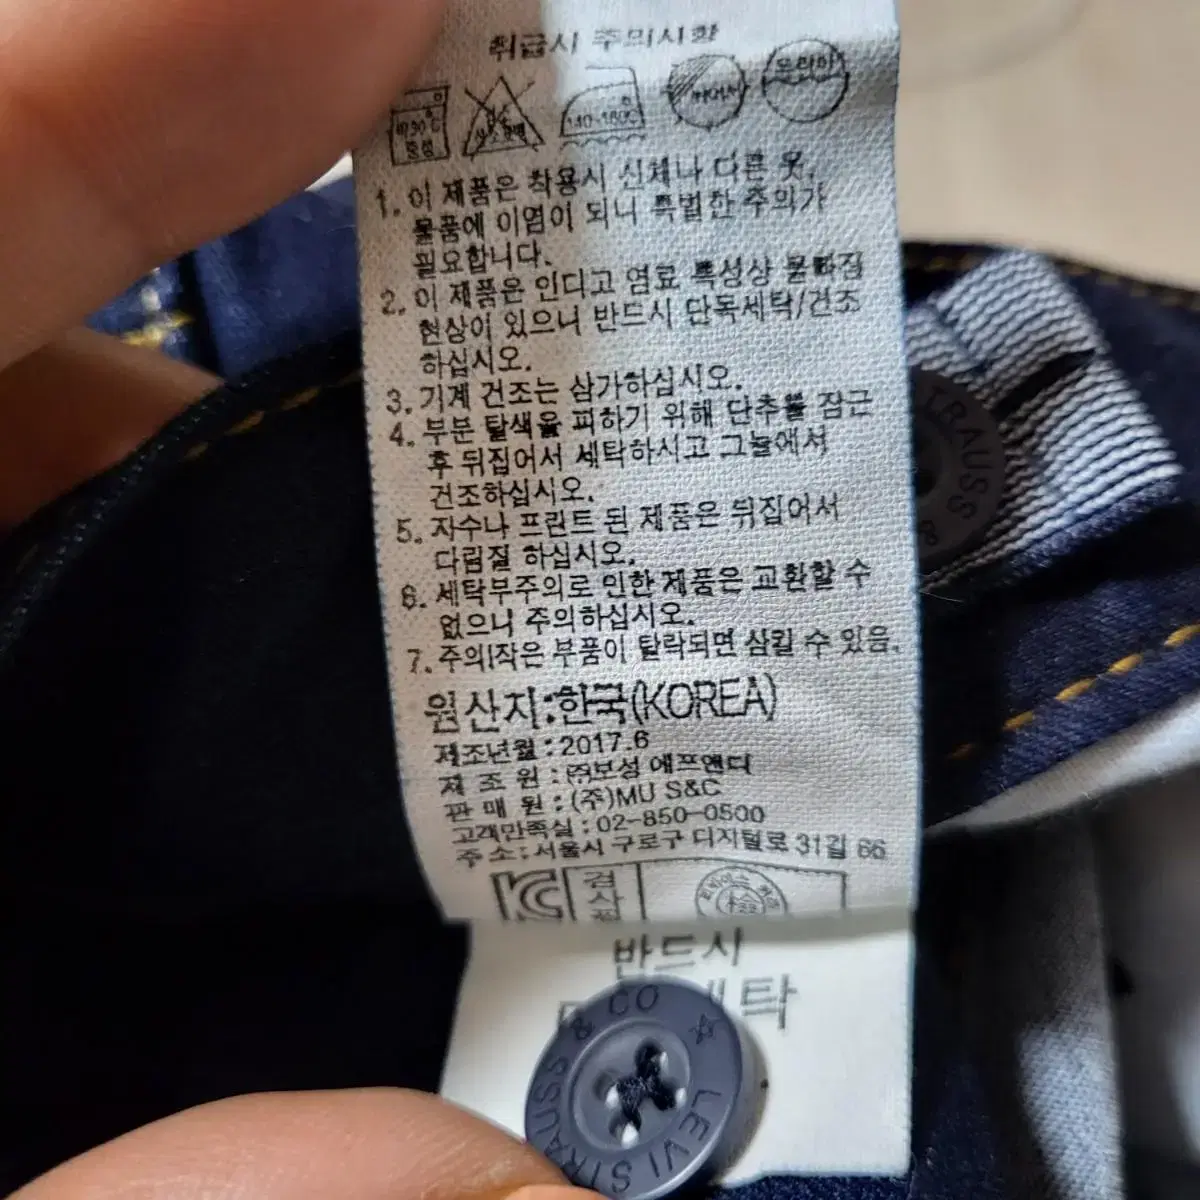 취급시 주의사항
약30℃
중성
140~160℃
드라이
1. 이 제품은 착용시 신체나 다른 옷,
물품에 이염이 되니 특별한 주의가
필요합니다.
2. 이 제품은 인디고 염료 특성상 물빠짐
현상이 있으니 반드시 단독세탁/건조
하십시오.
3. 기계 건조는 삼가하십시오.
4. 부분 탈색을 피하기 위해 단추를 잠근
후 뒤집어서 세탁하시고 그늘에서
건조하십시오.
5. 자수나 프린트 된 제품은 뒤집어서
다림질 하십시오.
6. 세탁부주의로 인한 제품은 교환할 수
없으니 주의하십시오.
7. 주의!작은 부품이 탈락되면 삼킬 수 있음.
원산지:한국(KOREA)
제조년월:2017.6
제 조 원:(주)보성 에프앤디
판 매 원:(주)MU S&C
고객만족실:02-850-0500
주 소:서울시 구로구 디지털로 31길 66
KC
검사필
반드시
세탁
LEVI STRAUSS & CO
STRAUSS